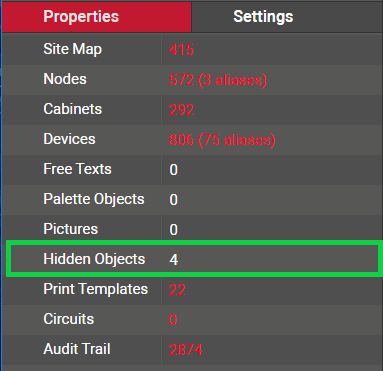 Properties Settings
Site Map 415
Nodes 572 (3 aliases)
Cabinets 292
Devices 806 (75 aliases)
Free Texts 0
Palette Objects 0
Pictures 0
Hidden Objects 4
Print Templates 22
Circuits 0
Audit Trail 2874